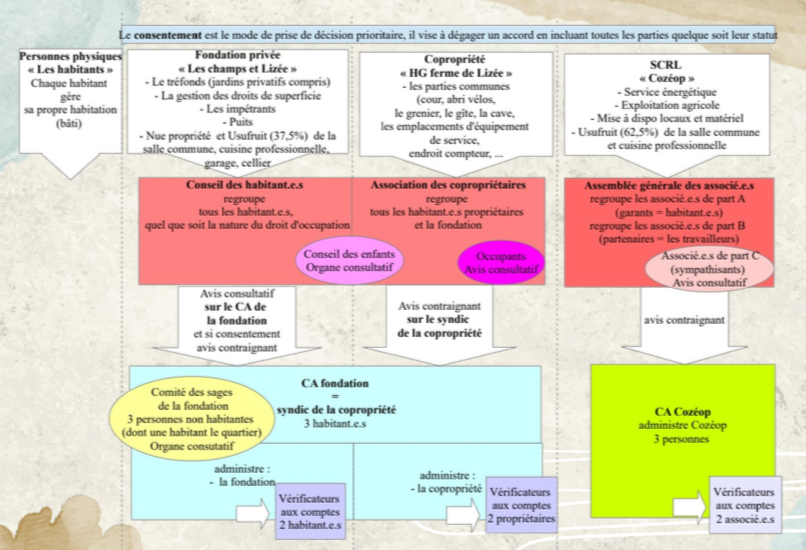 Le consentement est le mode de prise de décision prioritaire, il vise à dégager un accord en incluant toutes les parties quelque soit leur statut
Personnes physiques
« Les habitants »
Chaque habitant
gère
sa propre habitation
(bâti)
Fondation privée
« Les champs et Lizée »
- Le tréfonds (jardins privatifs compris)
- La gestion des droits de superficie
- Les impétrants
- Puits
- Nue propriété et Usufruit (37,5%) de la
salle commune, cuisine professionnelle,
garage, cellier
Copropriété
« HG ferme de Lizée »
- les parties communes
(cour, abri vélos,
le grenier, le gîte, la cave,
les emplacements d'équipement
de service,
endroit compteur, ...
SCRL
« Cozéop »
- Service énergétique
- Exploitation agricole
- Mise à dispo locaux et matériel
- Usufruit (62,5%) de la salle commune
et cuisine professionnelle
Conseil des habitant.e.s
regroupe
tous les habitant.e.s,
quel que soit la nature du droit d'occupation
Conseil des enfants
Organe consultatif
Association des copropriétaires
regroupe
tous les habitant.e.s propriétaires
et la fondation
Occupants
Avis consultatif
Assemblée générale des associé.e.s
regroupe les associé.e.s de part A
(garants = habitant.e.s)
regroupe les associé.e.s de part B
(partenaires = les travailleurs)
Associé.e.s de part C
(sympathisants)
Avis consultatif
Avis consultatif
sur le CA de
la fondation
et si consentement
avis contraignant
Avis contraignant
sur le syndic
de la copropriété
avis contraignant
Comité des sages
de la fondation
3 personnes non habitantes
(dont une habitant le quartier)
Organe consutatif
CA fondation
=
syndic de la copropriété
3 habitant.e.s
CA Cozéop
administre Cozéop
3 personnes
administre :
- la fondation
Vérificateurs
aux comptes
2 habitant.e.s
administre :
- la copropriété
Vérificateurs
aux comptes
2 propriétaires
Vérificateurs
aux comptes
2 associé.e.s